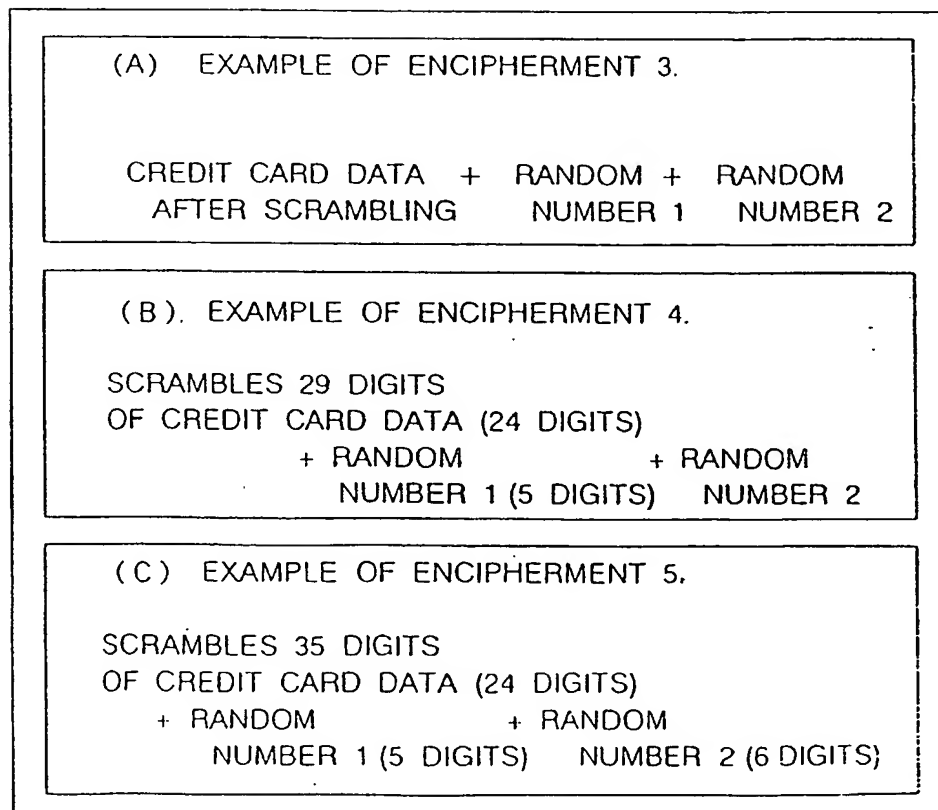 (A) EXAMPLE OF ENCIPHERMENT 3.
CREDIT CARD DATA + RANDOM + RANDOM
AFTER SCRAMBLING NUMBER 1 NUMBER 2
(B). EXAMPLE OF ENCIPHERMENT 4.
SCRAMBLES 29 DIGITS
OF CREDIT CARD DATA (24 DIGITS)
+ RANDOM + RANDOM
NUMBER 1 (5 DIGITS) NUMBER 2
(C) EXAMPLE OF ENCIPHERMENT 5.
SCRAMBLES 35 DIGITS
OF CREDIT CARD DATA (24 DIGITS)
+ RANDOM + RANDOM
NUMBER 1 (5 DIGITS) NUMBER 2 (6 DIGITS)